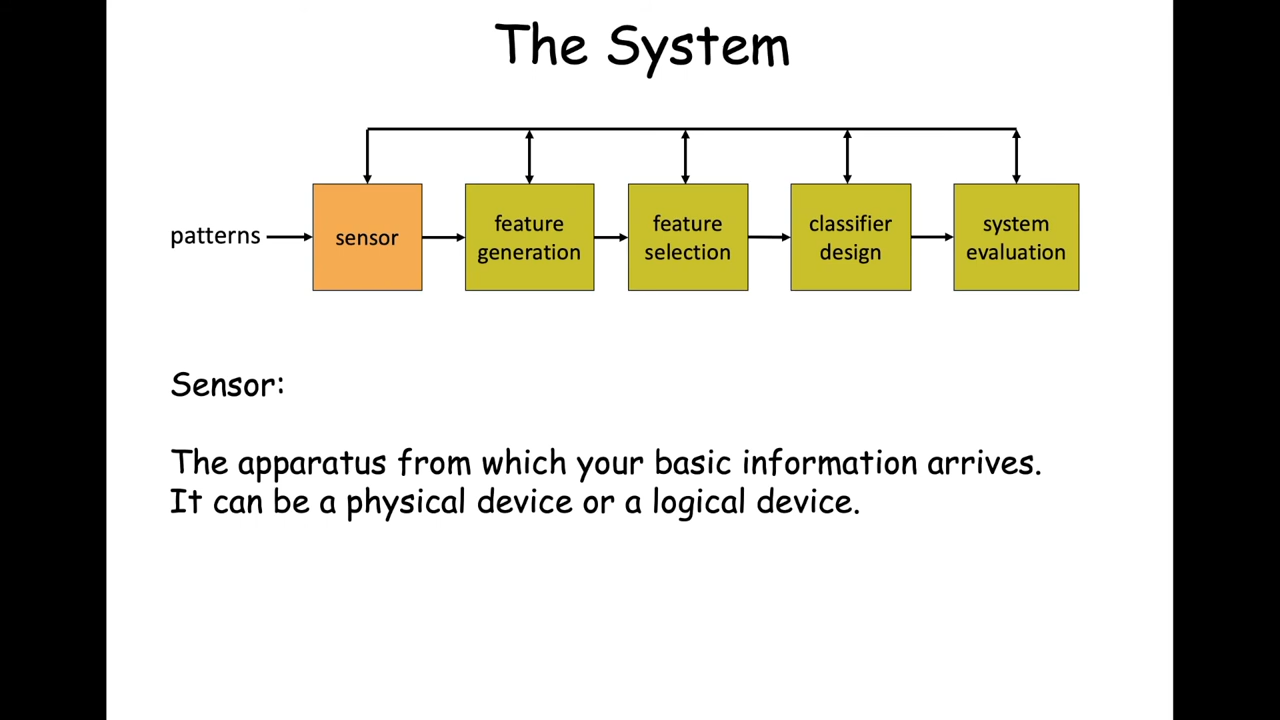 The System
patterns
sensor
feature
generation
feature
selection
classifier
design
system
evaluation
Sensor:
The apparatus from which your basic information arrives.
It can be a physical device or a logical device.